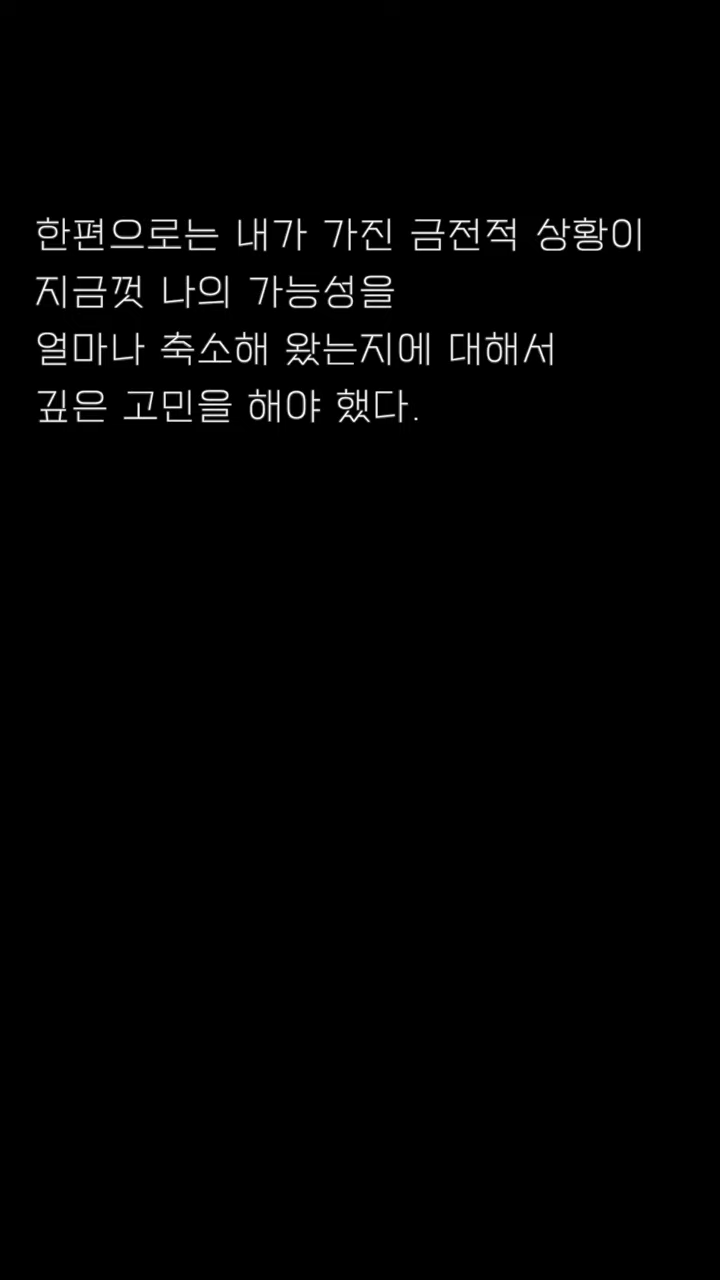 한편으로는 내가 가진 금전적 상황이
지금껏 나의 가능성을
얼마나 축소해 왔는지에 대해서
깊은 고민을 해야 했다.